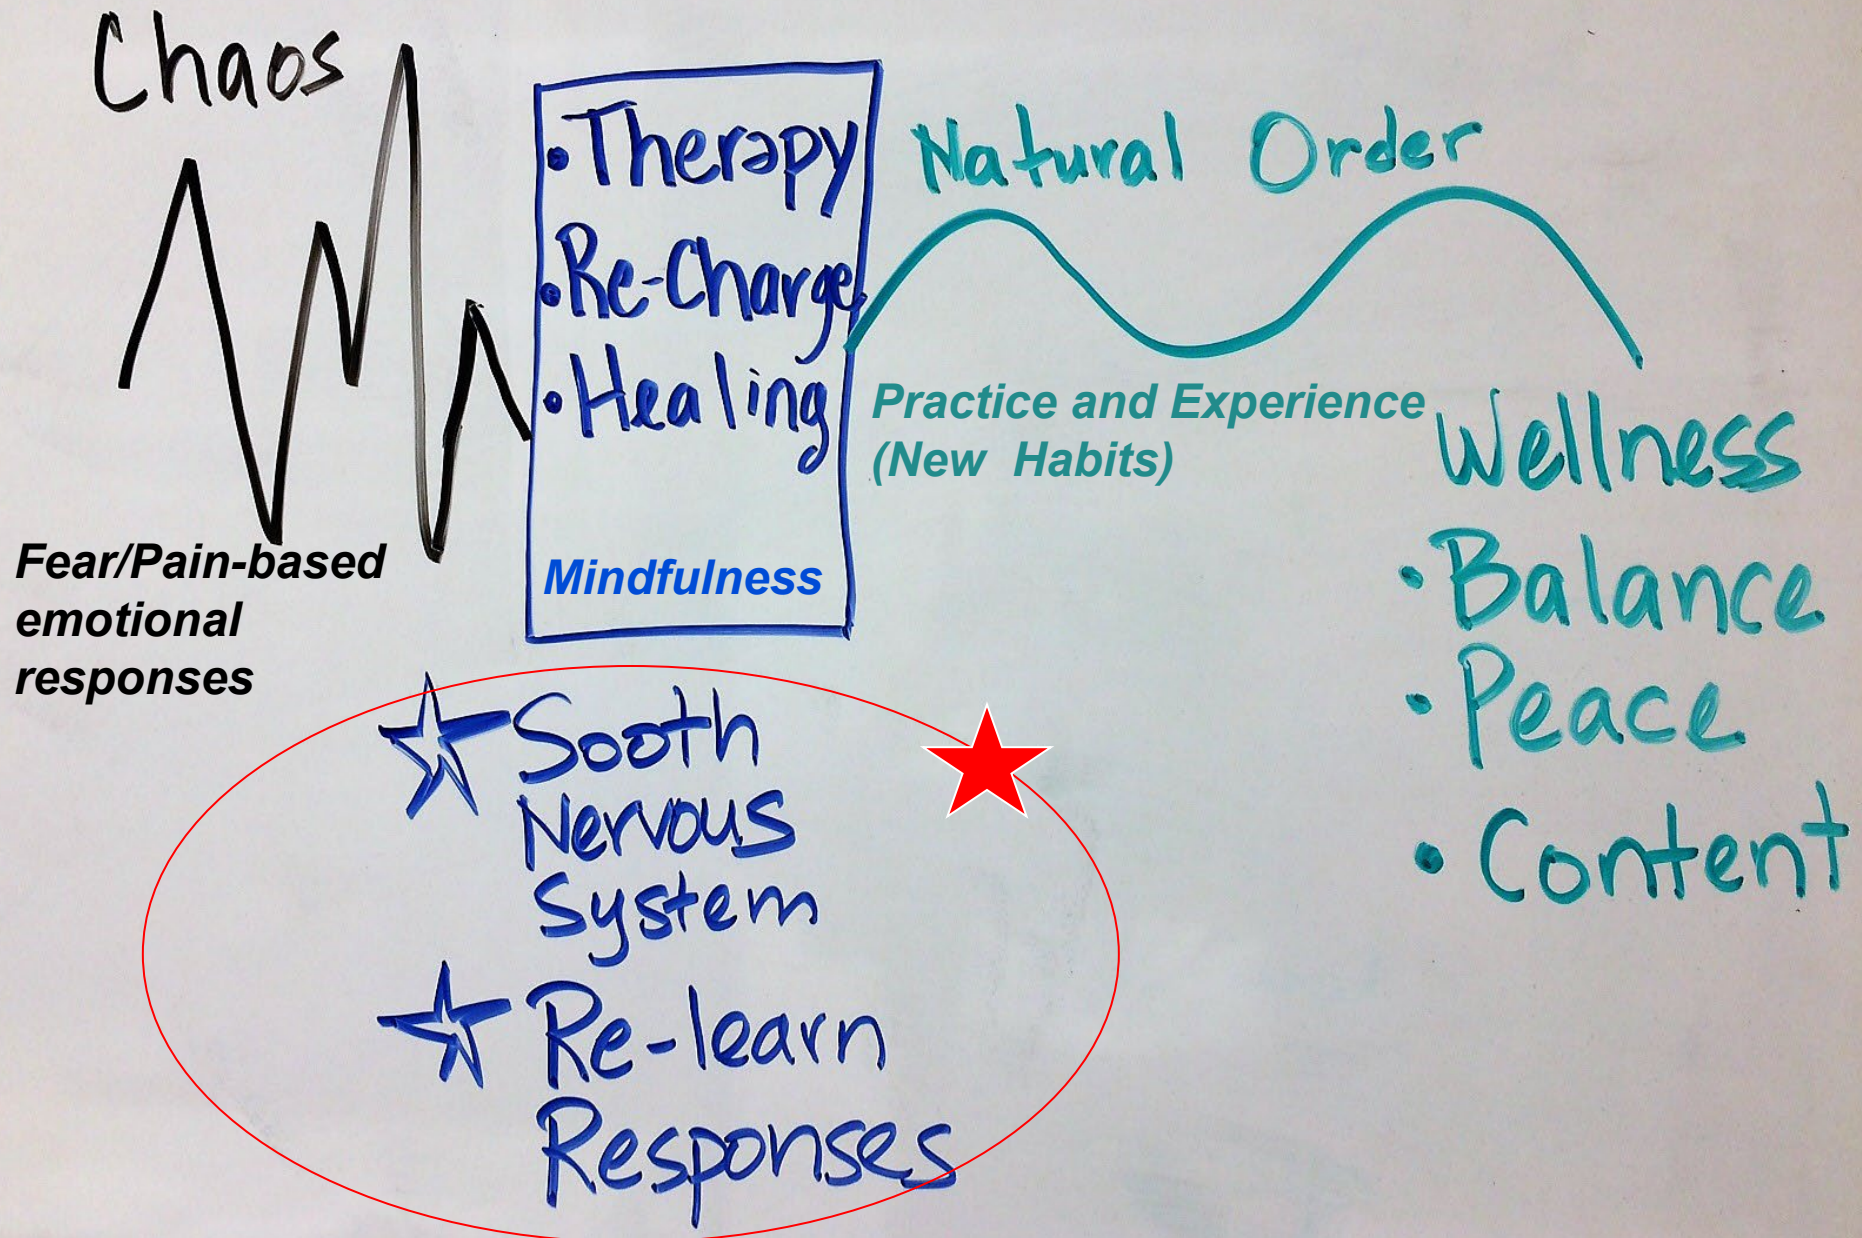 Chaos
Fear/Pain-based
emotional
responses
•Therapy
•Re-Charge
•Healing
Mindfulness
Natural Order
Practice and Experience
(New Habits)
Wellness
•Balance
•Peace
•Content
Sooth
Nervous
System
Re-learn
Responses